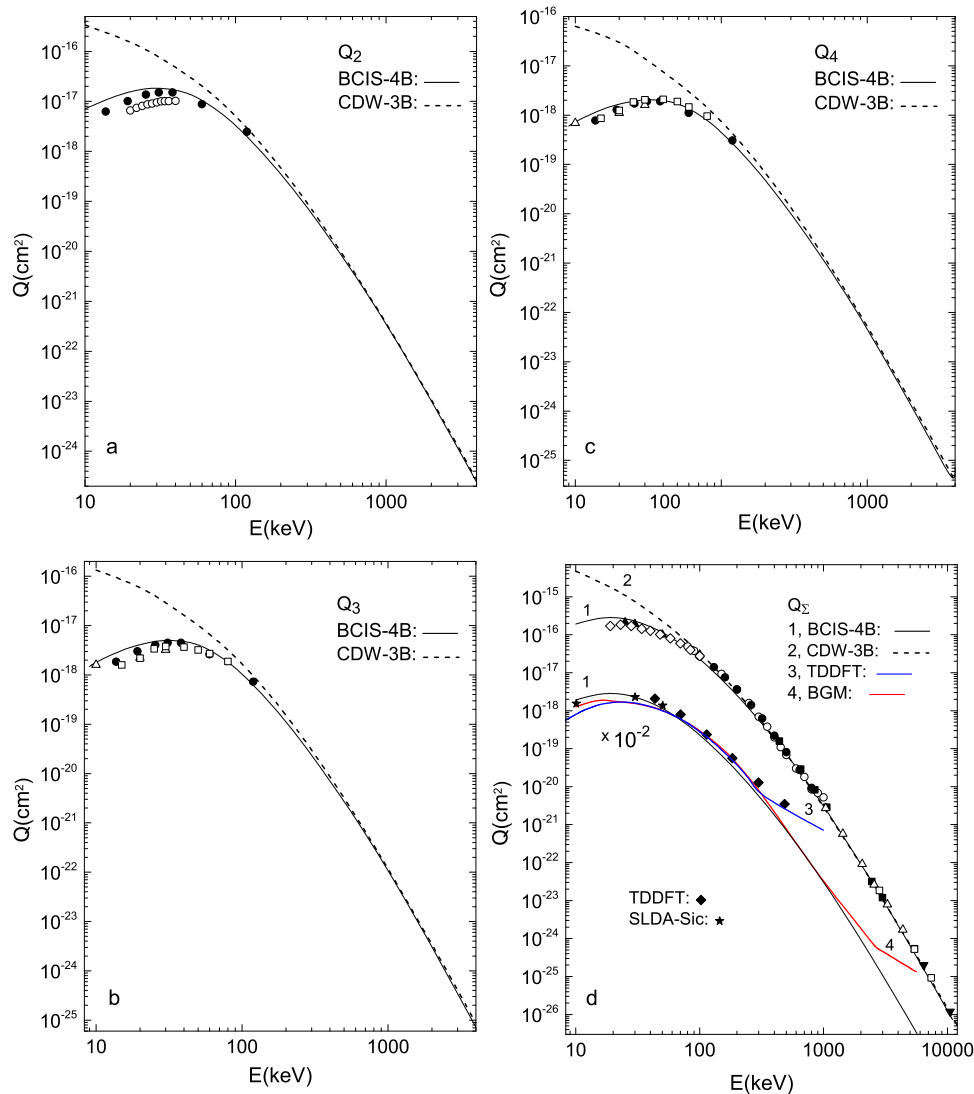 10⁻¹⁶
10⁻¹⁷
10⁻¹⁸
10⁻¹⁹
10⁻²⁰
10⁻²¹
10⁻²²
10⁻²³
10⁻²⁴
Q(cm²)
Q₂
BCIS-4B:
CDW-3B:
a
10
100
1000
E(keV)
10⁻¹⁶
10⁻¹⁷
10⁻¹⁸
10⁻¹⁹
10⁻²⁰
10⁻²¹
10⁻²²
10⁻²³
10⁻²⁴
10⁻²⁵
Q(cm²)
Q₄
BCIS-4B:
CDW-3B:
c
10
100
1000
E(keV)
10⁻¹⁶
10⁻¹⁷
10⁻¹⁸
10⁻¹⁹
10⁻²⁰
10⁻²¹
10⁻²²
10⁻²³
10⁻²⁴
10⁻²⁵
Q(cm²)
Q₃
BCIS-4B:
CDW-3B:
b
10
100
1000
E(keV)
10⁻¹⁵
10⁻¹⁶
10⁻¹⁷
10⁻¹⁸
10⁻¹⁹
10⁻²⁰
10⁻²¹
10⁻²²
10⁻²³
10⁻²⁴
10⁻²⁵
10⁻²⁶
Q(cm²)
2
1
1
Q_Σ
1, BCIS-4B:
2, CDW-3B:
3, TDDFT:
4, BGM:
x 10⁻²
3
TDDFT:
SLDA-Sic:
4
d
10
100
1000
10000
E(keV)